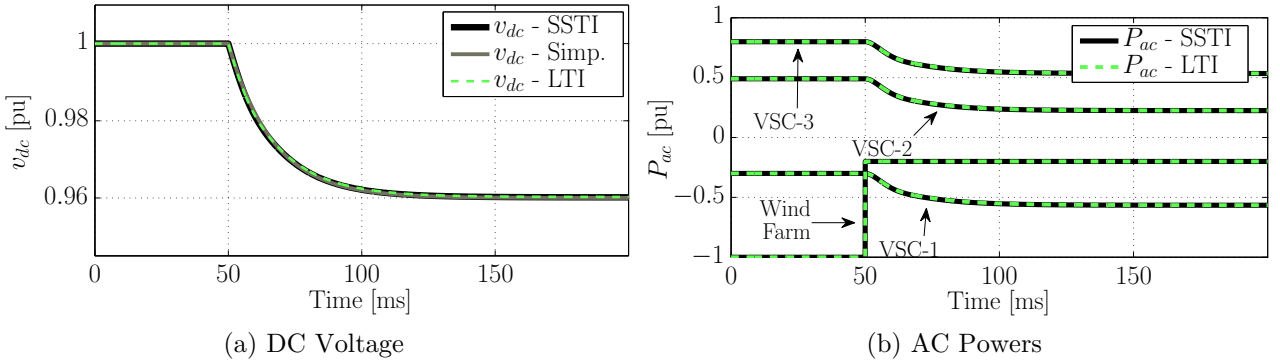 1
0.98
0.96
v_dc [pu]
v_dc - SSTI
v_dc - Simp.
v_dc - LTI
0
50
100
150
Time [ms]
(a) DC Voltage
1
0.5
0
−0.5
−1
P_ac [pu]
P_ac - SSTI
P_ac - LTI
VSC-3
VSC-2
Wind
Farm
VSC-1
0
50
100
150
Time [ms]
(b) AC Powers